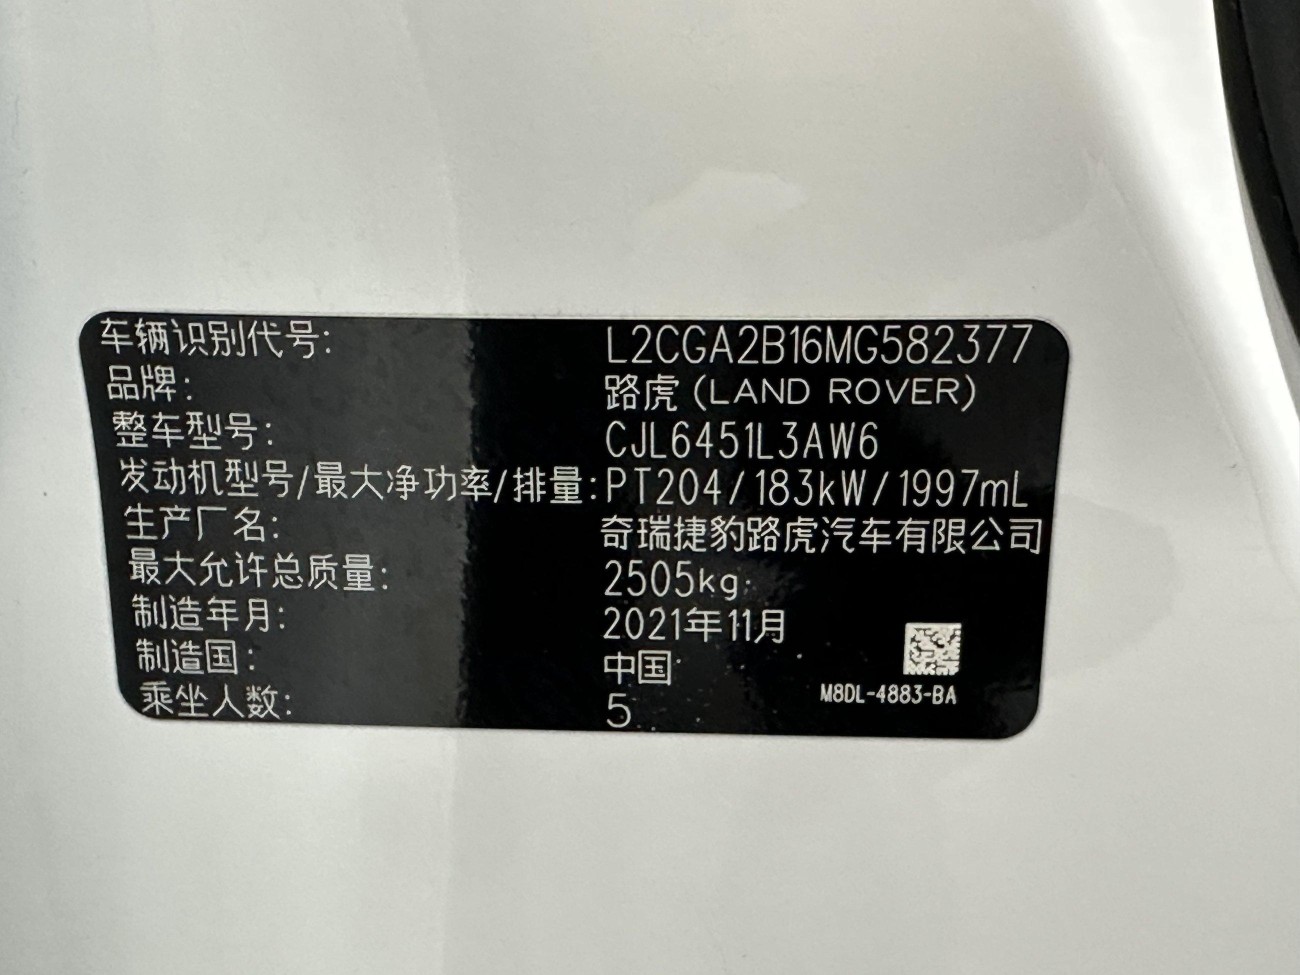 车辆识别代号: L2CGA2B16MG582377
品牌: 路虎 (LAND ROVER)
整车型号: CJL6451L3AW6
发动机型号/最大净功率/排量: PT204/183kW/1997mL
生产厂名: 奇瑞捷豹路虎汽车有限公司
最大允许总质量: 2505kg
制造年月: 2021年11月
制造国: 中国
M8DL-4883-BA
乘坐人数: 5